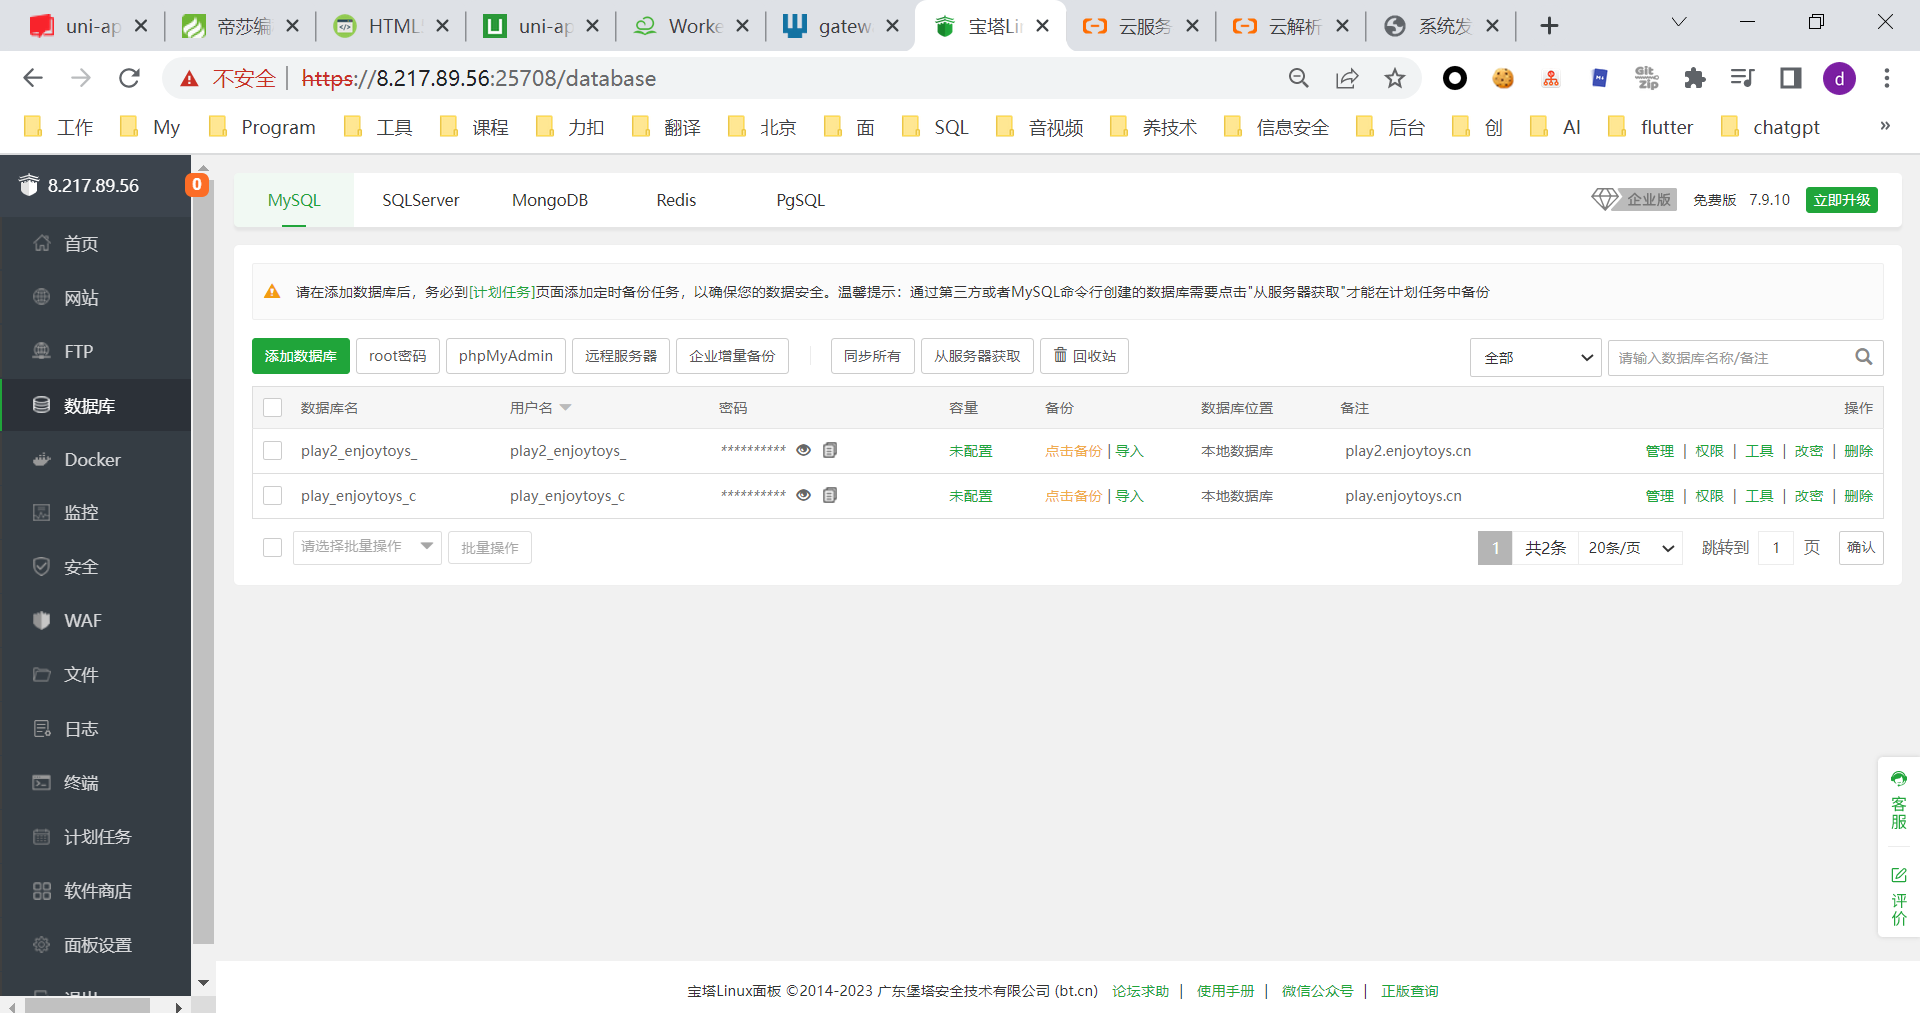 uni-ap
帝莎编
HTML
uni-ap
Worke
gatew
宝塔Lin
云服务
云解析
系统发
不安全 https://8.217.89.56:25708/database
Git
Zip
d
工作 My Program 工具 课程 力扣 翻译 北京 面 SQL 音视频 养技术 信息安全 后台 创 AI flutter chatgpt »
8.217.89.56
0
首页
网站
FTP
数据库
Docker
监控
安全
WAF
文件
日志
终端
计划任务
软件商店
面板设置
退出
MySQL SQLServer MongoDB Redis PgSQL
企业版 免费版 7.9.10 立即升级
请在添加数据库后，务必到[计划任务]页面添加定时备份任务，以确保您的数据安全。温馨提示：通过第三方或者MySQL命令行创建的数据库需要点击"从服务器获取"才能在计划任务中备份
添加数据库 root密码 phpMyAdmin 远程服务器 企业增量备份 同步所有 从服务器获取 回收站 全部 请输入数据库名称/备注
数据库名 用户名 密码 容量 备份 数据库位置 备注 操作
play2_enjoytoys_ play2_enjoytoys_ ********** 未配置 点击备份 | 导入 本地数据库 play2.enjoytoys.cn 管理 | 权限 | 工具 | 改密 | 删除
play_enjoytoys_c play_enjoytoys_c ********** 未配置 点击备份 | 导入 本地数据库 play.enjoytoys.cn 管理 | 权限 | 工具 | 改密 | 删除
请选择批量操作 批量操作 1 共2条 20条/页 跳转到 1 页 确认
客服
评价
宝塔Linux面板 ©2014-2023 广东堡塔安全技术有限公司 (bt.cn) 论坛求助 | 使用手册 | 微信公众号 | 正版查询